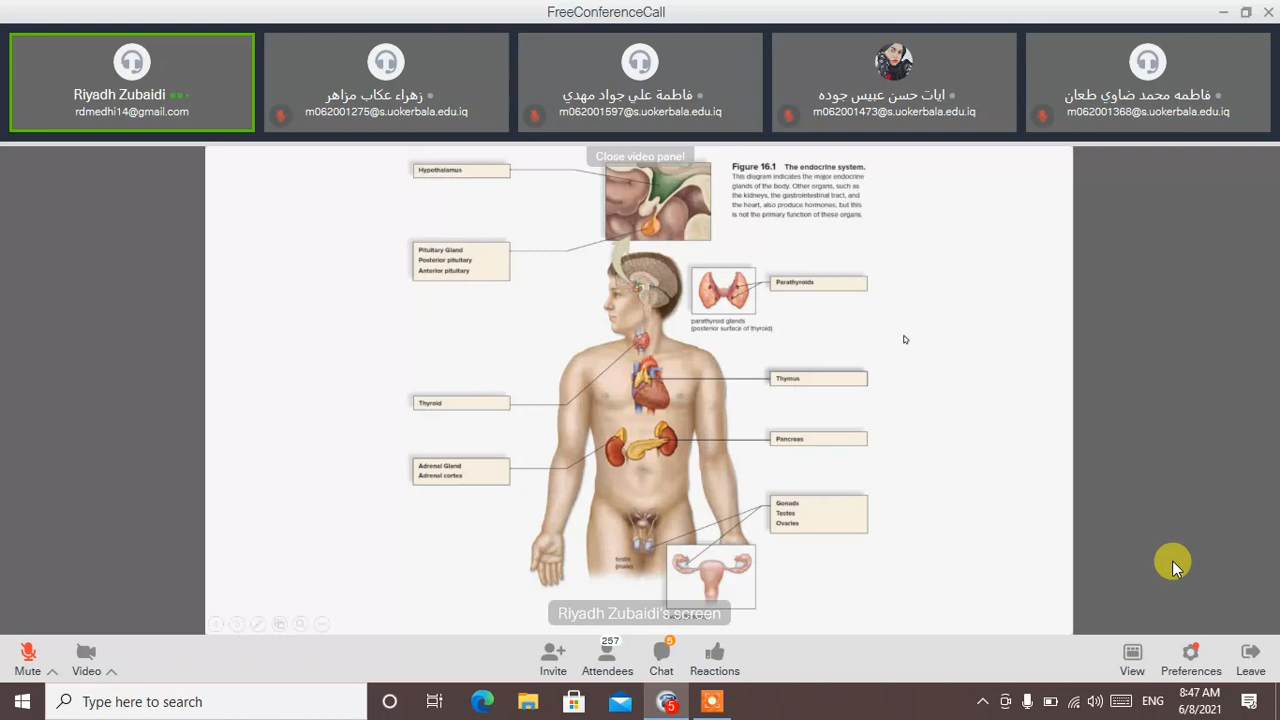 FreeConferenceCall
Riyadh Zubaidi
rdmedhi14@gmail.com
زهراء عكاب مزاهر
m062001275@s.uokerbala.edu.iq
فاطمة علي جواد مهدي
m062001597@s.uokerbala.edu.iq
ايات حسن عبيس جوده
m062001473@s.uokerbala.edu.iq
فاطمه محمد ضاوي طعان
m062001368@s.uokerbala.edu.iq
Close video panel
Hypothalamus
Figure 16.1 The endocrine system.
This diagram indicates the major endocrine
glands of the body. Other organs, such as
the kidneys, the gastrointestinal tract, and
the heart, also produce hormones, but this
is not the primary function of these organs.
Pituitary Gland
Posterior pituitary
Anterior pituitary
Parathyroids
parathyroid glands
(posterior surface of thyroid)
Thymus
Thyroid
Pancreas
Adrenal Gland
Adrenal cortex
Gonads
Testes
Ovaries
testis
(male)
Riyadh Zubaidi's screen
Mute
Video
Invite
257
Attendees
5
Chat
Reactions
View
Preferences
Leave
Type here to search
5
ENG
8:47 AM
6/8/2021